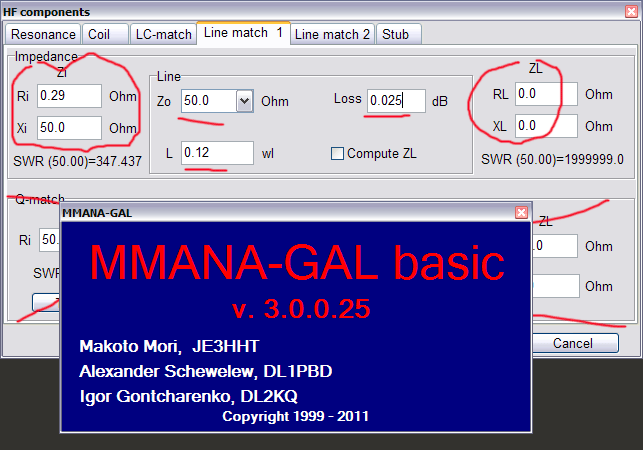 HF components
Resonance Coil LC-match Line match 1 Line match 2 Stub
Impedance
Zi
Ri 0.29 Ohm
Xi 50.0 Ohm
SWR (50.00)=347.437
Line
Zo 50.0 Ohm Loss 0.025 dB
L 0.12 wl Compute ZL
ZL
RL 0.0 Ohm
XL 0.0 Ohm
SWR (50.00)=1999999.0
Q-match
Ri 50.
SWR
ZL
.0 Ohm
0 Ohm
Cancel
MMANA-GAL
MMANA-GAL basic
v. 3.0.0.25
Makoto Mori, JE3HHT
Alexander Schewelew, DL1PBD
Igor Gontcharenko, DL2KQ
Copyright 1999 - 2011